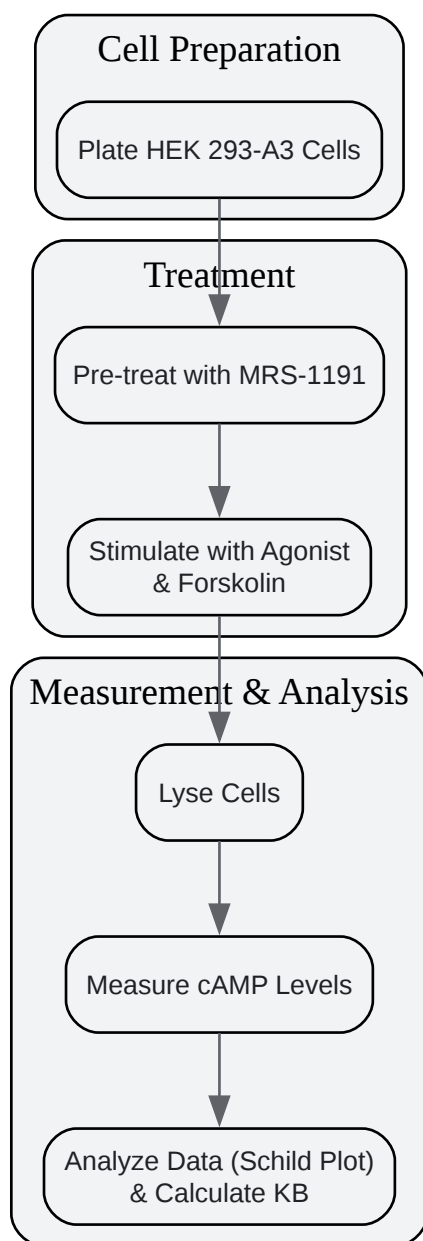 Cell Preparation
Plate HEK 293-A3 Cells
Treatment
Pre-treat with MRS-1191
Stimulate with Agonist
& Forskolin
Measurement & Analysis
Lyse Cells
Measure cAMP Levels
Analyze Data (Schild Plot)
& Calculate KB